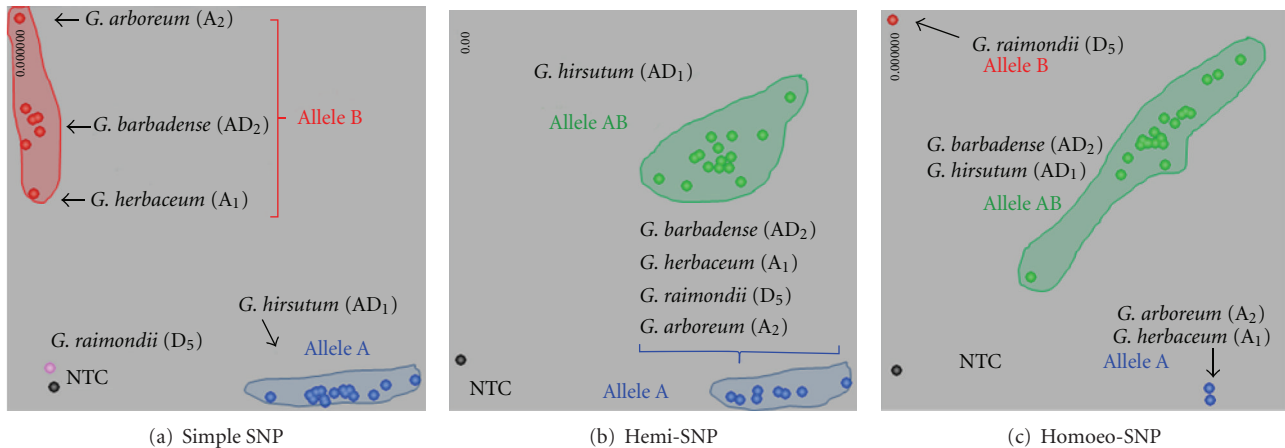 G. arboreum (A₂)
0.000000
G. barbadense (AD₂)
Allele B
G. herbaceum (A₁)
G. hirsutum (AD₁)
G. raimondii (D₅)
Allele A
NTC
(a) Simple SNP
00.0
G. hirsutum (AD₁)
Allele AB
G. barbadense (AD₂)
G. herbaceum (A₁)
G. raimondii (D₅)
G. arboreum (A₂)
NTC
Allele A
(b) Hemi-SNP
0.000000
G. raimondii (D₅)
Allele B
G. barbadense (AD₂)
G. hirsutum (AD₁)
Allele AB
G. arboreum (A₂)
G. herbaceum (A₁)
NTC
Allele A
(c) Homoeo-SNP